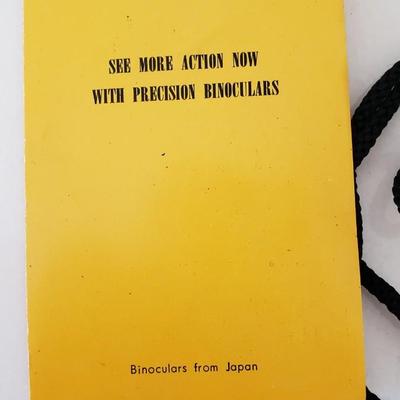 SEE MORE ACTION NOW
WITH PRECISION BINOCULARS
Binoculars from Japan